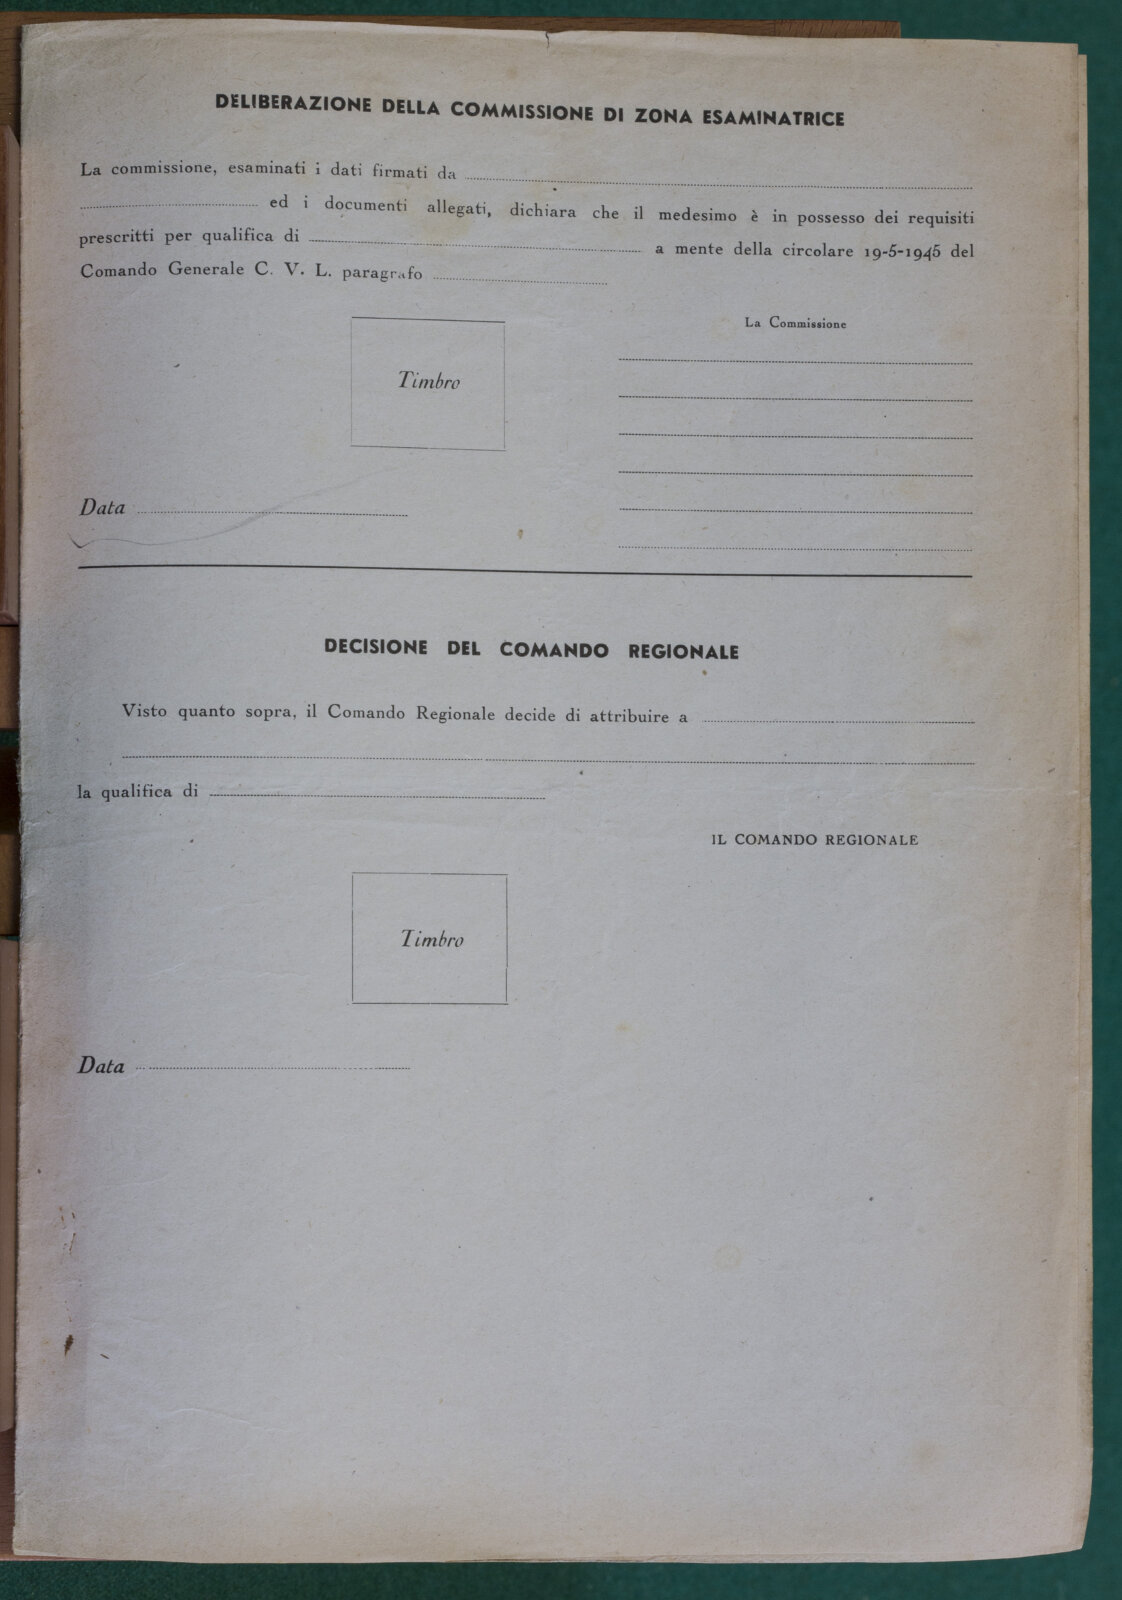 DELIBERAZIONE DELLA COMMISSIONE DI ZONA ESAMINATRICE
La commissione, esaminati i dati firmati da
ed i documenti allegati, dichiara che il medesimo è in possesso dei requisiti
prescritti per qualifica di a mente della circolare 19-5-1945 del
Comando Generale C. V. L. paragrafo
La Commissione
Timbro
Data
DECISIONE DEL COMANDO REGIONALE
Visto quanto sopra, il Comando Regionale decide di attribuire a
la qualifica di
IL COMANDO REGIONALE
Timbro
Data